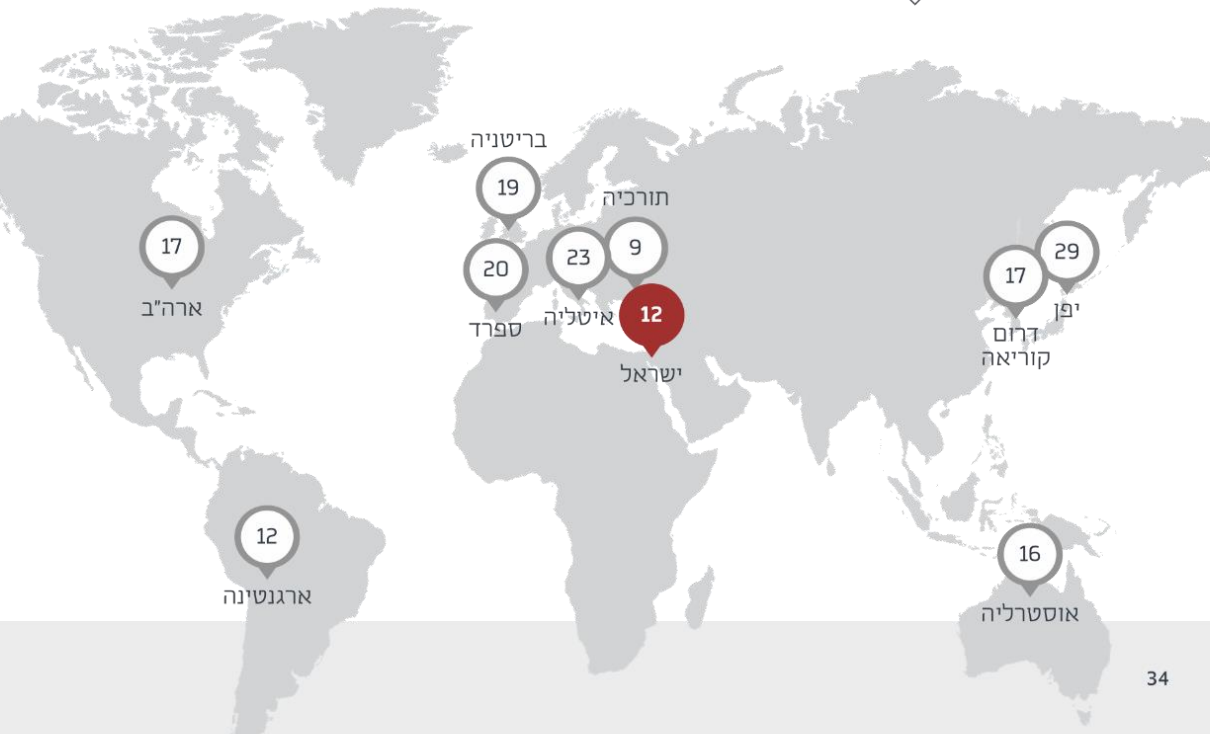 בריטניה
19
תורכיה
9
23
איטליה
20
ספרד
17
ארה"ב
12
ישראל
29
יפן
17
דרום
קוריאה
12
ארגנטינה
16
אוסטרליה
34